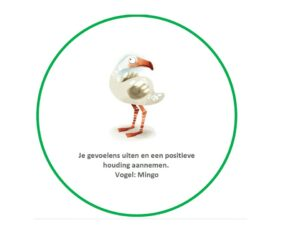 Je gevoelens uiten en een positieve
houding aannemen.
Vogel: Mingo